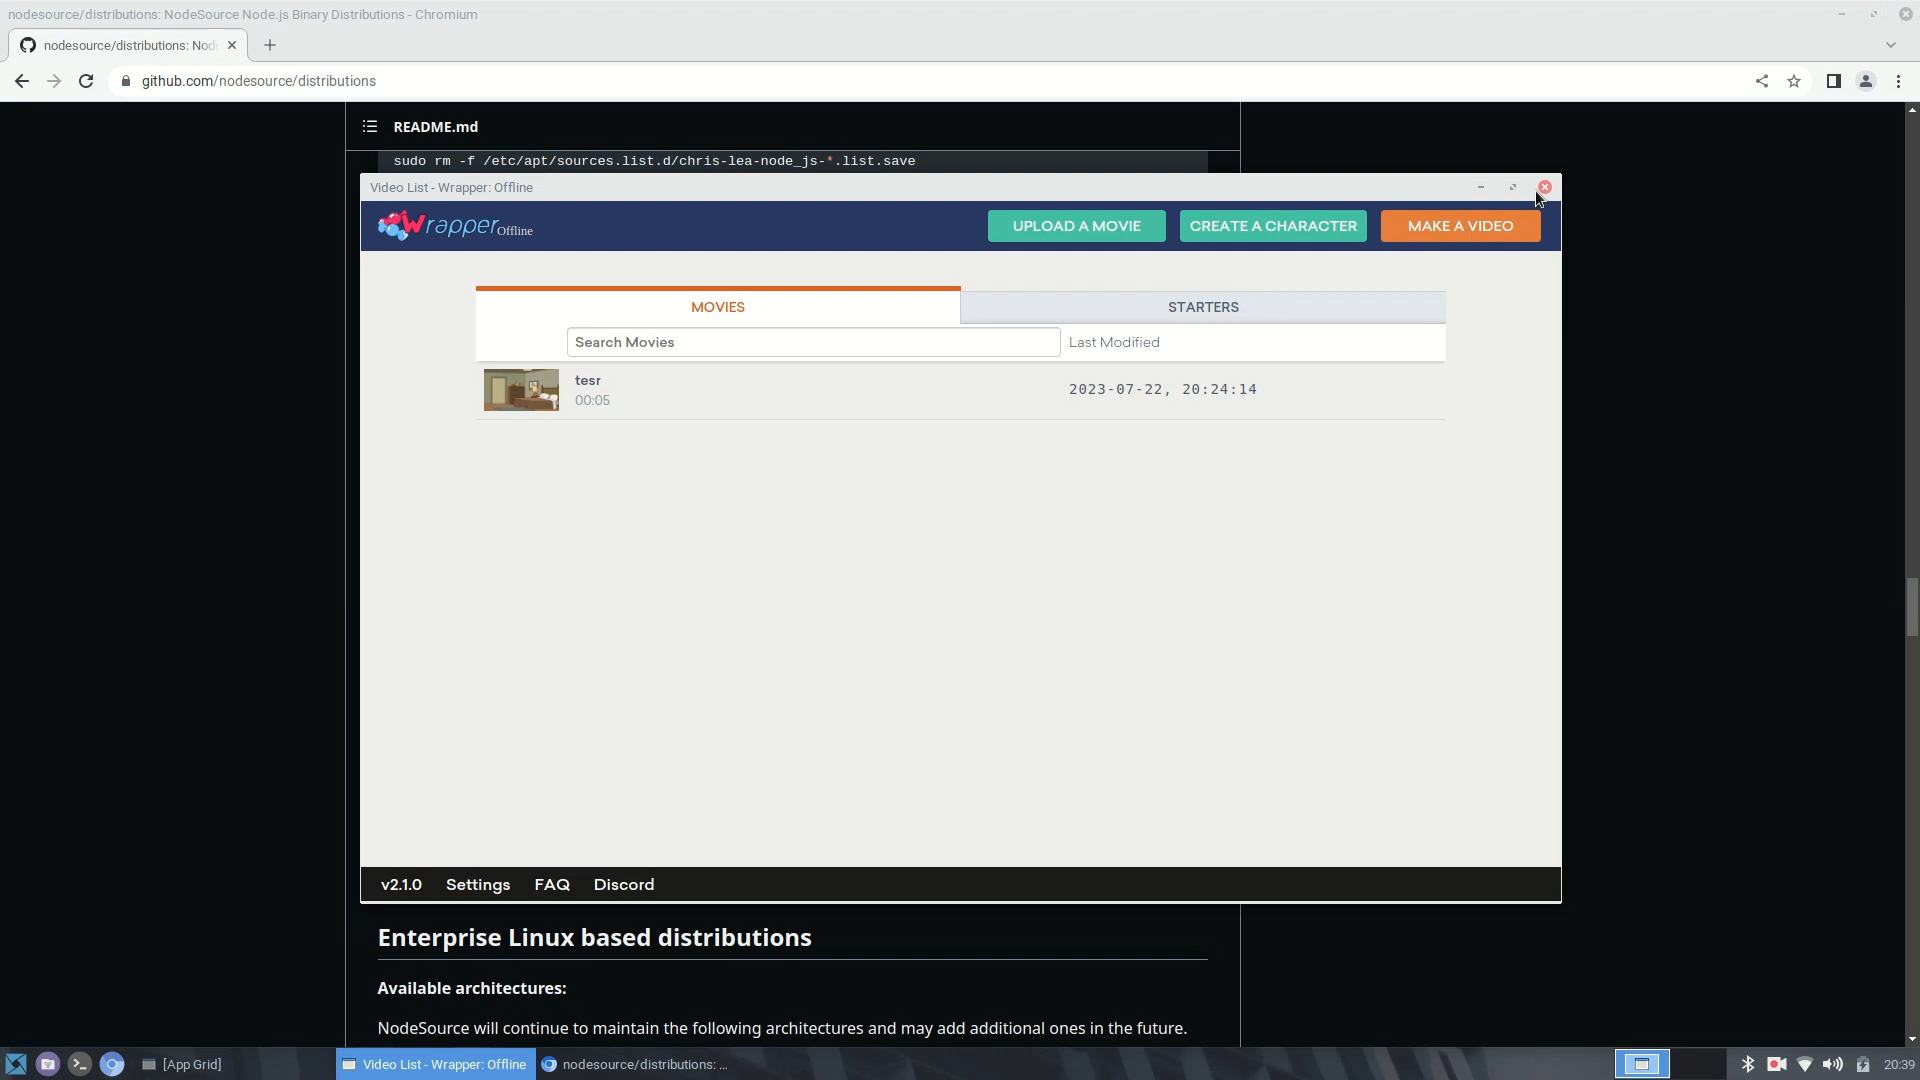 nodesource/distributions: NodeSource Node.js Binary Distributions - Chromium
nodesource/distributions: Node
github.com/nodesource/distributions
README.md
sudo rm -f /etc/apt/sources.list.d/chris-lea-node_js-*.list.save
Video List - Wrapper: Offline
Wrapper Offline
UPLOAD A MOVIE
CREATE A CHARACTER
MAKE A VIDEO
MOVIES
STARTERS
Search Movies
Last Modified
tesr
00:05
2023-07-22, 20:24:14
v2.1.0
Settings
FAQ
Discord
Enterprise Linux based distributions
Available architectures:
NodeSource will continue to maintain the following architectures and may add additional ones in the future.
[App Grid]
Video List - Wrapper: Offline
nodesource/distributions: ...
20:39